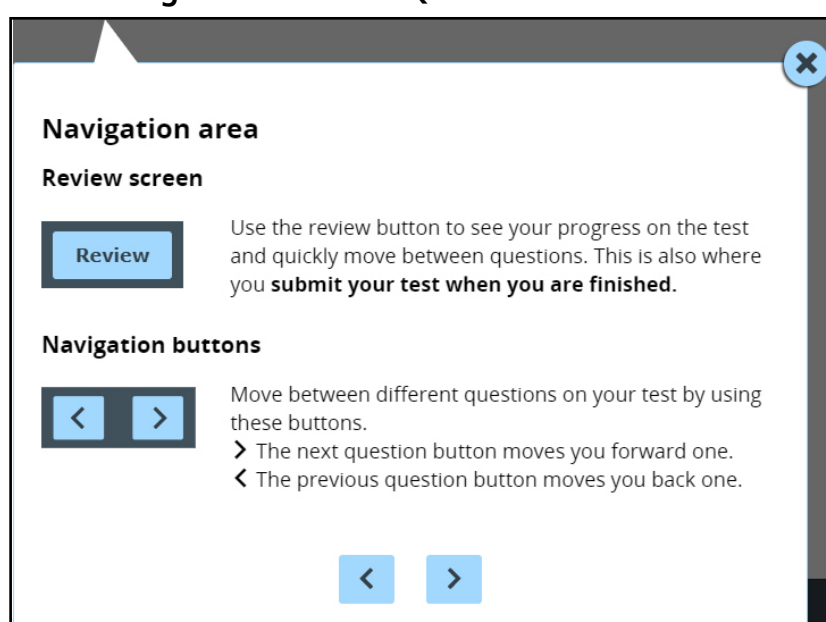 Navigation area
Review screen
Review
Use the review button to see your progress on the test
and quickly move between questions. This is also where
you submit your test when you are finished.
Navigation buttons
Move between different questions on your test by using
these buttons.
> The next question button moves you forward one.
< The previous question button moves you back one.